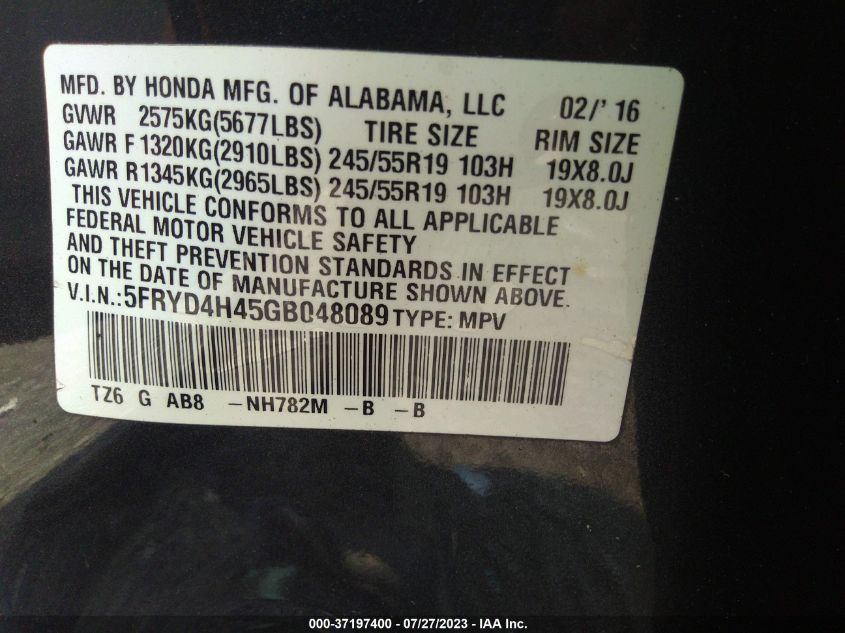 MFD. BY HONDA MFG. OF ALABAMA, LLC 02/' 16
GVWR 2575KG(5677LBS) TIRE SIZE RIM SIZE
GAWR F 1320KG(2910LBS) 245/55R19 103H 19X8.0J
GAWR R 1345KG(2965LBS) 245/55R19 103H 19X8.0J
THIS VEHICLE CONFORMS TO ALL APPLICABLE
FEDERAL MOTOR VEHICLE SAFETY
AND THEFT PREVENTION STANDARDS IN EFFECT
ON THE DATE OF MANUFACTURE SHOWN ABOVE.
V.I.N.:5FRYD4H45GB048089 TYPE: MPV
TZ6 G AB8 -NH782M -B -B
000-37197400 - 07/27/2023 - IAA Inc.